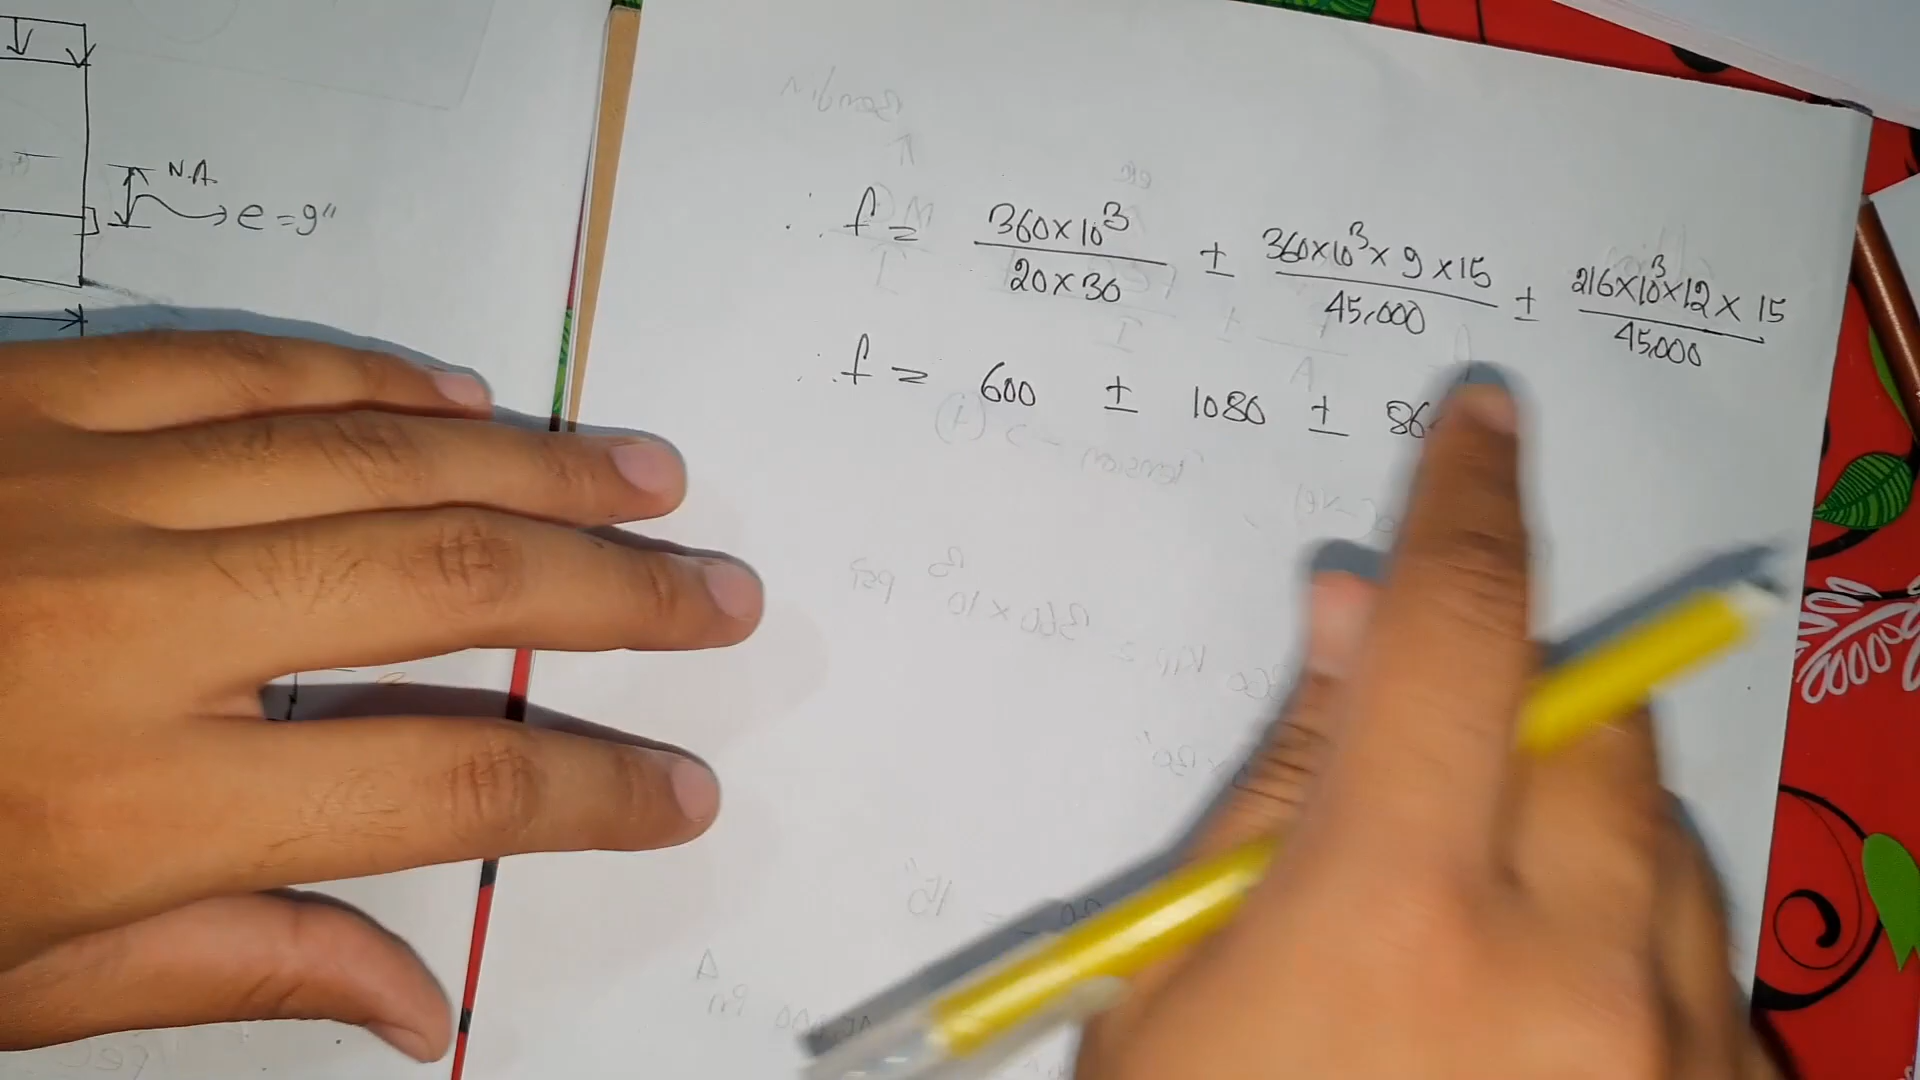 N.A.
e = 9"
∴ f = 360×10³/20×30 ± 360×10³×9×15/45,000 ± 216×10³×12×15/45,000
∴ f = 600 ± 1080 ± 86